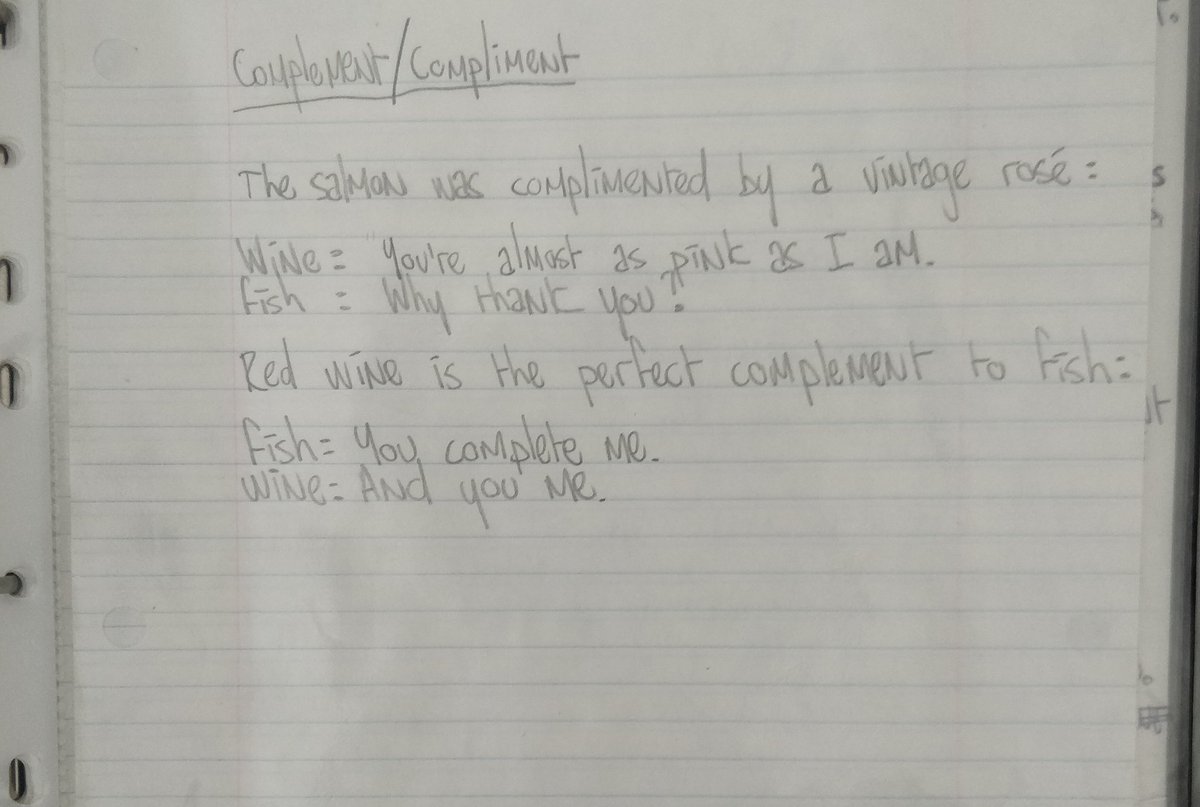 Complement/Compliment
The salmon was complimented by a vintage rosé:
Wine = You're almost as pink as I am.
Fish = Why thank you!
Red wine is the perfect complement to fish:
Fish = You complete me.
Wine = And you me.